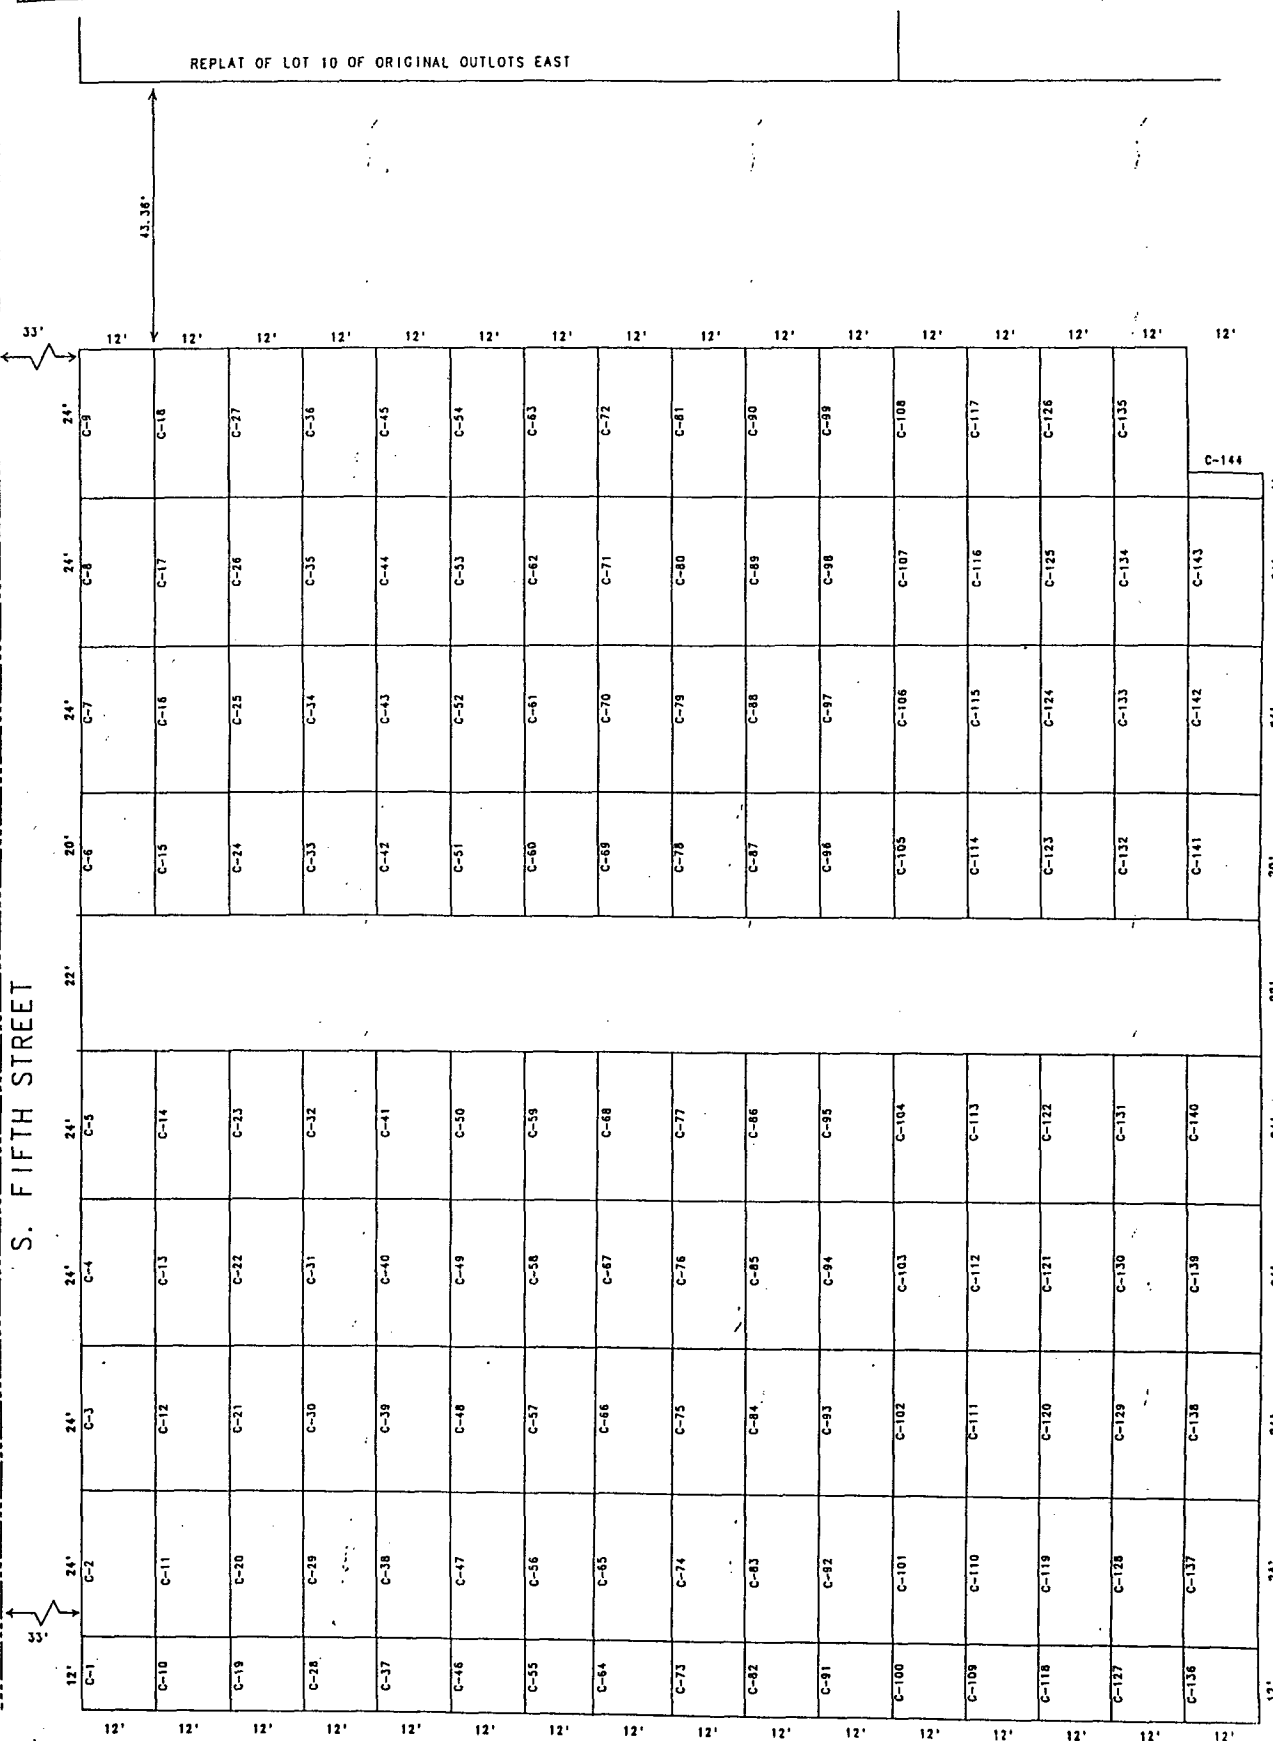 REPLAT OF LOT 10 OF ORIGINAL OUTLOTS EAST
43.36'
33'
12' 12' 12' 12' 12' 12' 12' 12' 12' 12' 12' 12' 12' 12' 12' 12'
24' C-9 C-18 C-27 C-36 C-45 C-54 C-63 C-72 C-81 C-90 C-99 C-108 C-117 C-126 C-135
C-144
24' C-8 C-17 C-26 C-35 C-44 C-53 C-62 C-71 C-80 C-89 C-98 C-107 C-116 C-125 C-134 C-143
24' C-7 C-16 C-25 C-34 C-43 C-52 C-61 C-70 C-79 C-88 C-97 C-106 C-115 C-124 C-133 C-142
20' C-6 C-15 C-24 C-33 C-42 C-51 C-60 C-69 C-78 C-87 C-96 C-105 C-114 C-123 C-132 C-141
22'
S. FIFTH STREET
24' C-5 C-14 C-23 C-32 C-41 C-50 C-59 C-68 C-77 C-86 C-95 C-104 C-113 C-122 C-131 C-140
24' C-4 C-13 C-22 C-31 C-40 C-49 C-58 C-67 C-76 C-85 C-94 C-103 C-112 C-121 C-130 C-139
24' C-3 C-12 C-21 C-30 C-39 C-48 C-57 C-66 C-75 C-84 C-93 C-102 C-111 C-120 C-129 C-138
24' C-2 C-11 C-20 C-29 C-38 C-47 C-56 C-65 C-74 C-83 C-92 C-101 C-110 C-119 C-128 C-137
33'
12' C-1 C-10 C-19 C-28 C-37 C-46 C-55 C-64 C-73 C-82 C-91 C-100 C-109 C-118 C-127 C-136 12'
12' 12' 12' 12' 12' 12' 12' 12' 12' 12' 12' 12' 12' 12' 12' 12'